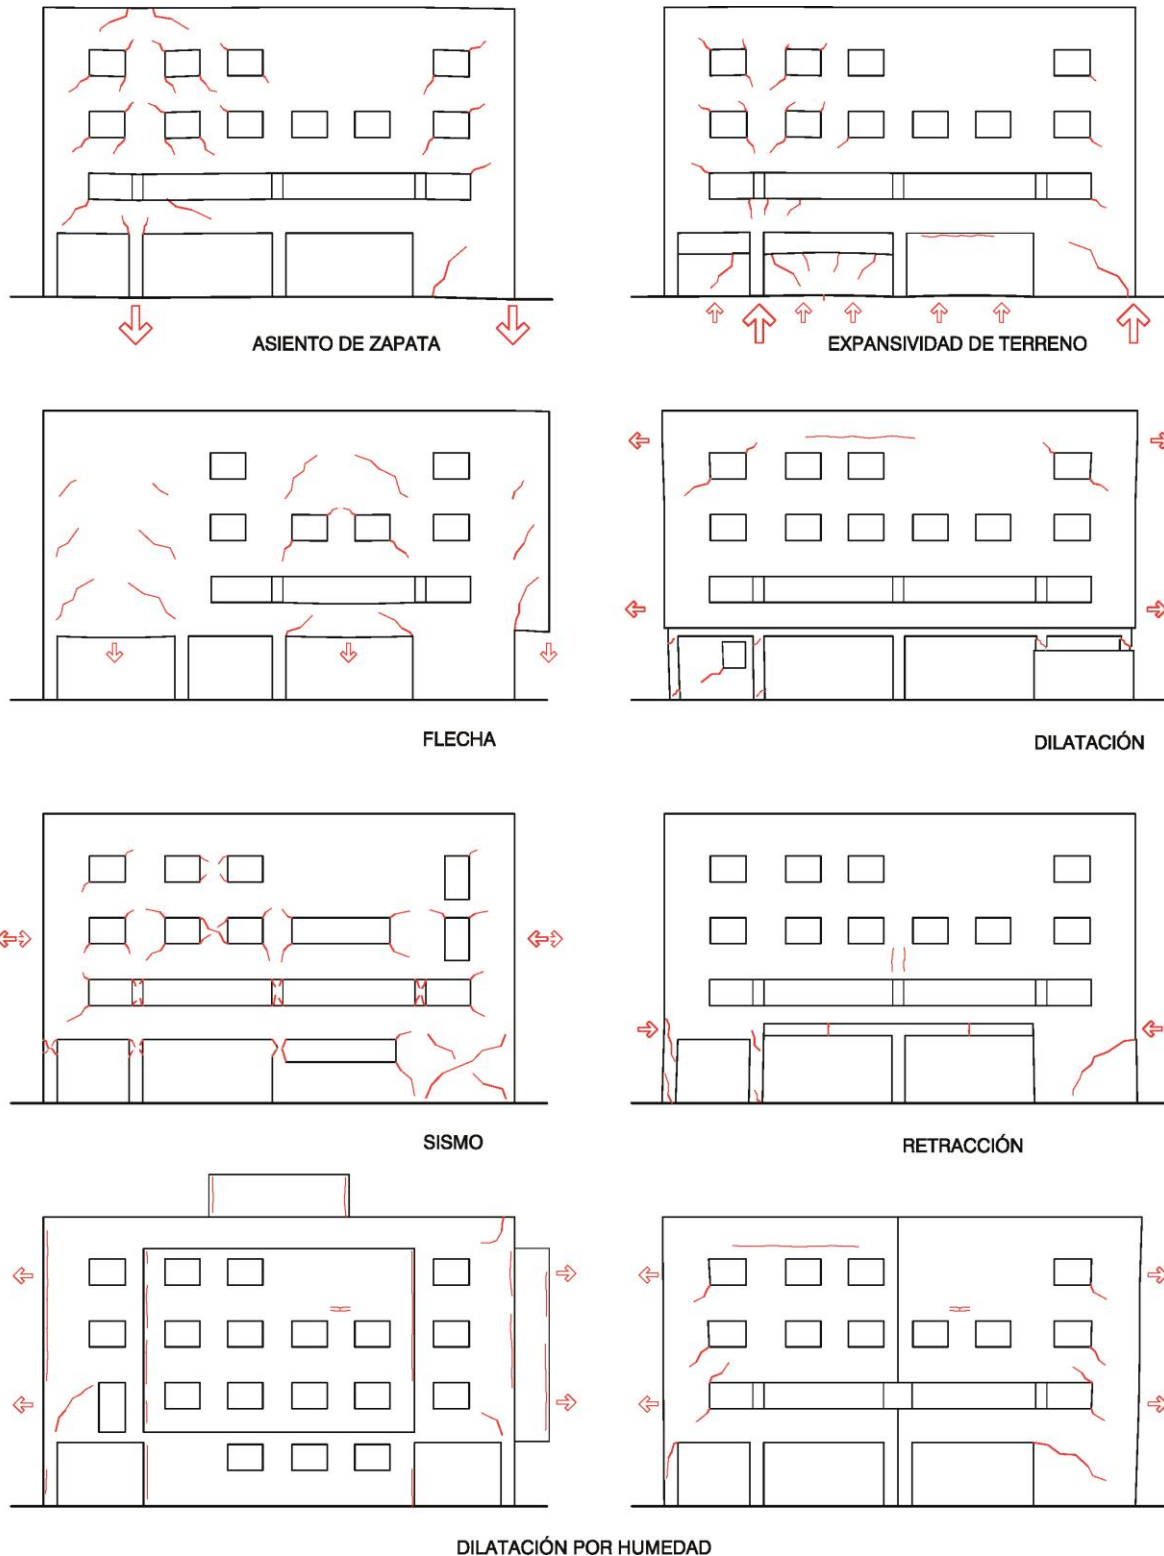 ASIENTO DE ZAPATA
EXPANSIVIDAD DE TERRENO
FLECHA
DILATACIÓN
SISMO
RETRACCIÓN
DILATACIÓN POR HUMEDAD